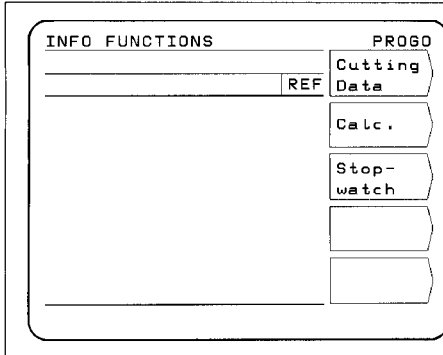 INFO FUNCTIONS PROGO
REF
Cutting
Data
Calc.
Stop-
watch